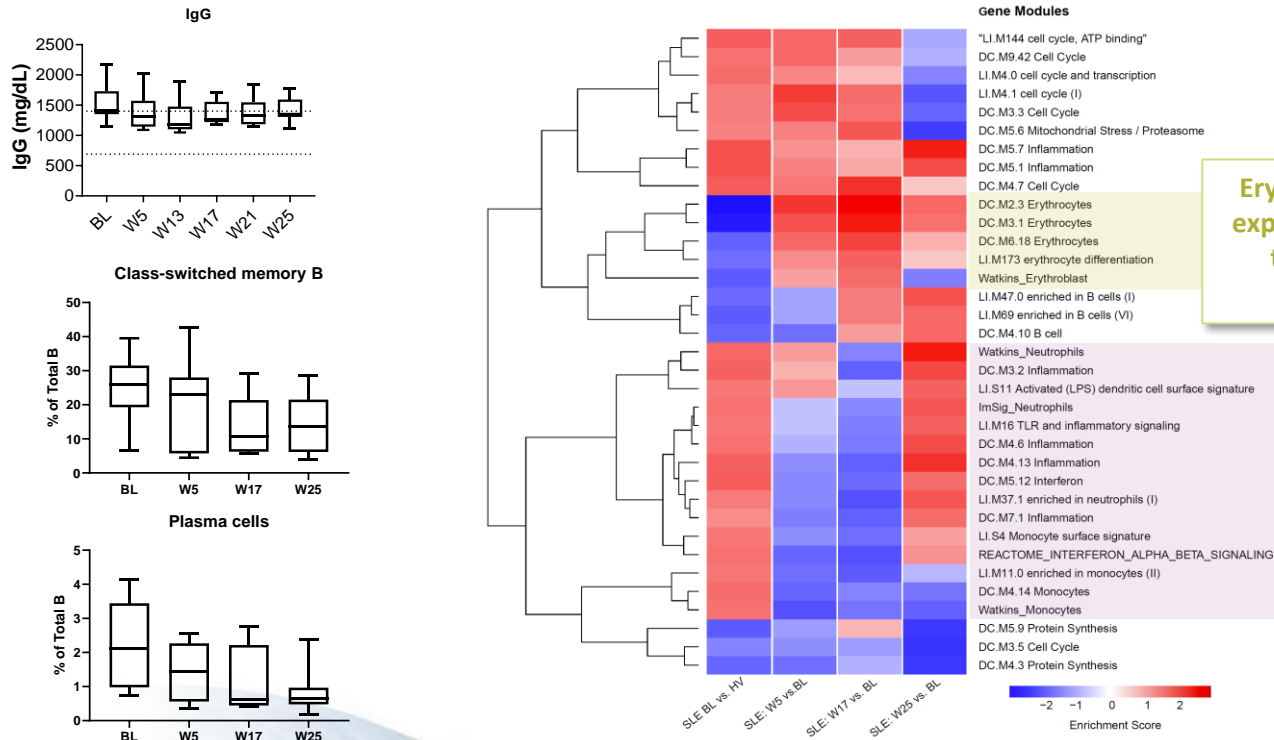 IgG
IgG (mg/dL)
2500
2000
1500
1000
500
0
BL
W5
W13
W17
W21
W25
Class-switched memory B
% of Total B
50
40
30
20
10
0
BL
W5
W17
W25
Plasma cells
% of Total B
5
4
3
2
1
0
BL
W5
W17
W25
Gene Modules
"LI.M144 cell cycle, ATP binding"
DC.M9.42 Cell Cycle
LI.M4.0 cell cycle and transcription
LI.M4.1 cell cycle (I)
DC.M3.3 Cell Cycle
DC.M5.6 Mitochondrial Stress / Proteasome
DC.M5.7 Inflammation
DC.M5.1 Inflammation
DC.M4.7 Cell Cycle
DC.M2.3 Erythrocytes
DC.M3.1 Erythrocytes
DC.M6.18 Erythrocytes
LI.M173 erythrocyte differentiation
Watkins_Erythroblast
LI.M47.0 enriched in B cells (I)
LI.M69 enriched in B cells (VI)
DC.M4.10 B cell
Watkins_Neutrophils
DC.M3.2 Inflammation
LI.S11 Activated (LPS) dendritic cell surface signature
ImSig_Neutrophils
LI.M16 TLR and inflammatory signaling
DC.M4.6 Inflammation
DC.M4.13 Inflammation
DC.M5.12 Interferon
LI.M37.1 enriched in neutrophils (I)
DC.M7.1 Inflammation
LI.S4 Monocyte surface signature
REACTOME_INTERFERON_ALPHA_BETA_SIGNALING
LI.M11.0 enriched in monocytes (II)
DC.M4.14 Monocytes
Watkins_Monocytes
DC.M5.9 Protein Synthesis
DC.M3.5 Cell Cycle
DC.M4.3 Protein Synthesis
SLE BL vs. HV
SLE: W5 vs.BL
SLE: W17 vs. BL
SLE: W25 vs. BL
−2 −1 0 1 2
Enrichment Score
Ery
exp
t